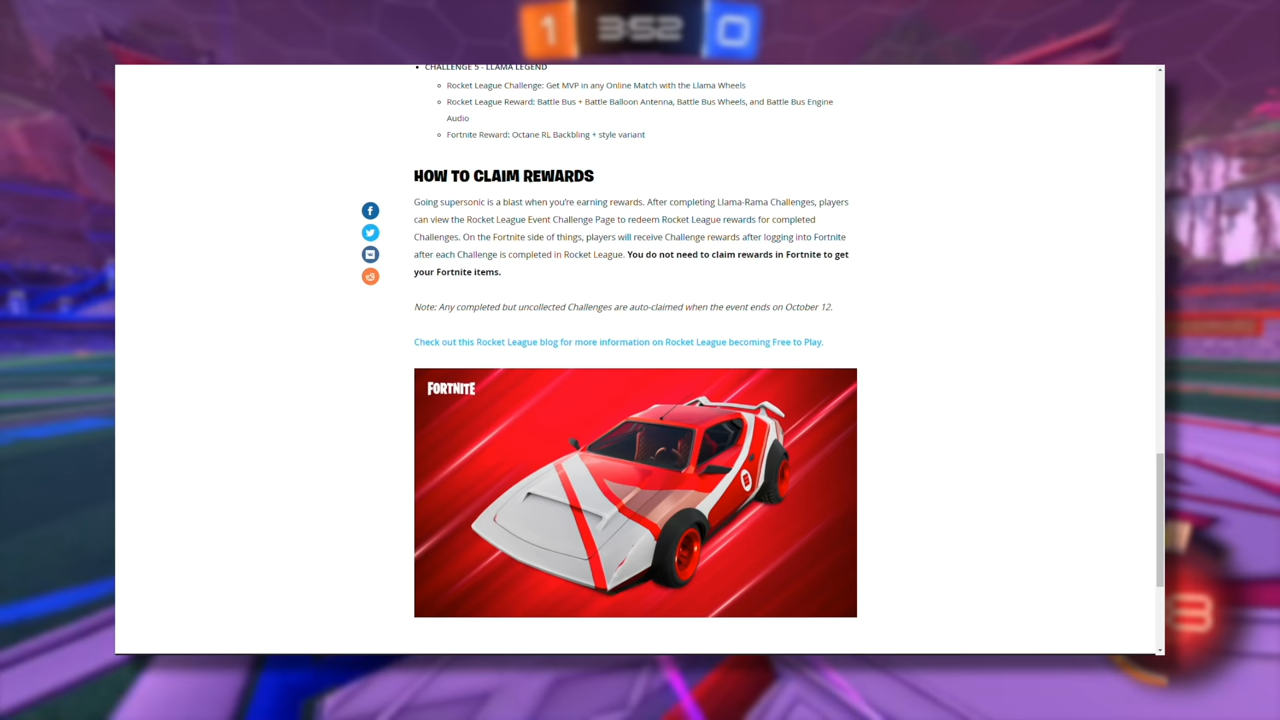 1 3:52 0
CHALLENGE 5 - LLAMA LEGEND
Rocket League Challenge: Get MVP in any Online Match with the Llama Wheels
Rocket League Reward: Battle Bus + Battle Balloon Antenna, Battle Bus Wheels, and Battle Bus Engine
Audio
Fortnite Reward: Octane RL Backbling + style variant
HOW TO CLAIM REWARDS
Going supersonic is a blast when you're earning rewards. After completing Llama-Rama Challenges, players
can view the Rocket League Event Challenge Page to redeem Rocket League rewards for completed
Challenges. On the Fortnite side of things, players will receive Challenge rewards after logging into Fortnite
after each Challenge is completed in Rocket League. You do not need to claim rewards in Fortnite to get
your Fortnite items.
Note: Any completed but uncollected Challenges are auto-claimed when the event ends on October 12.
Check out this Rocket League blog for more information on Rocket League becoming Free to Play.
FORTNITE